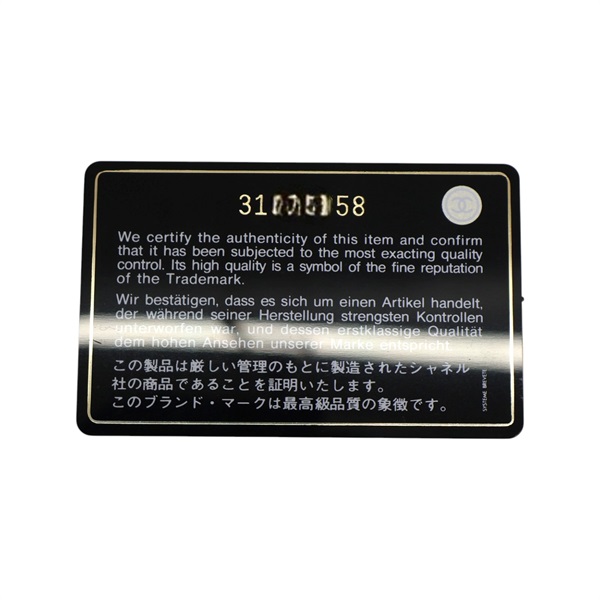 We certify the authenticity of this item and confirm
that it has been subjected to the most exacting quality
control. Its high quality is a symbol of the fine reputation
of the Trademark.
Wir bestätigen, dass es sich um einen Artikel handelt,
der während seiner Herstellung strengsten Kontrollen
unterworfen war, und dessen erstklassige Qualität
dem hohen Ansehen unserer Marke entspricht.
この製品は厳しい管理のもとに製造されたシャネル
社の商品であることを証明いたします。
このブランド・マークは最高級品質の象徴です。
SYSTEME BREVETE